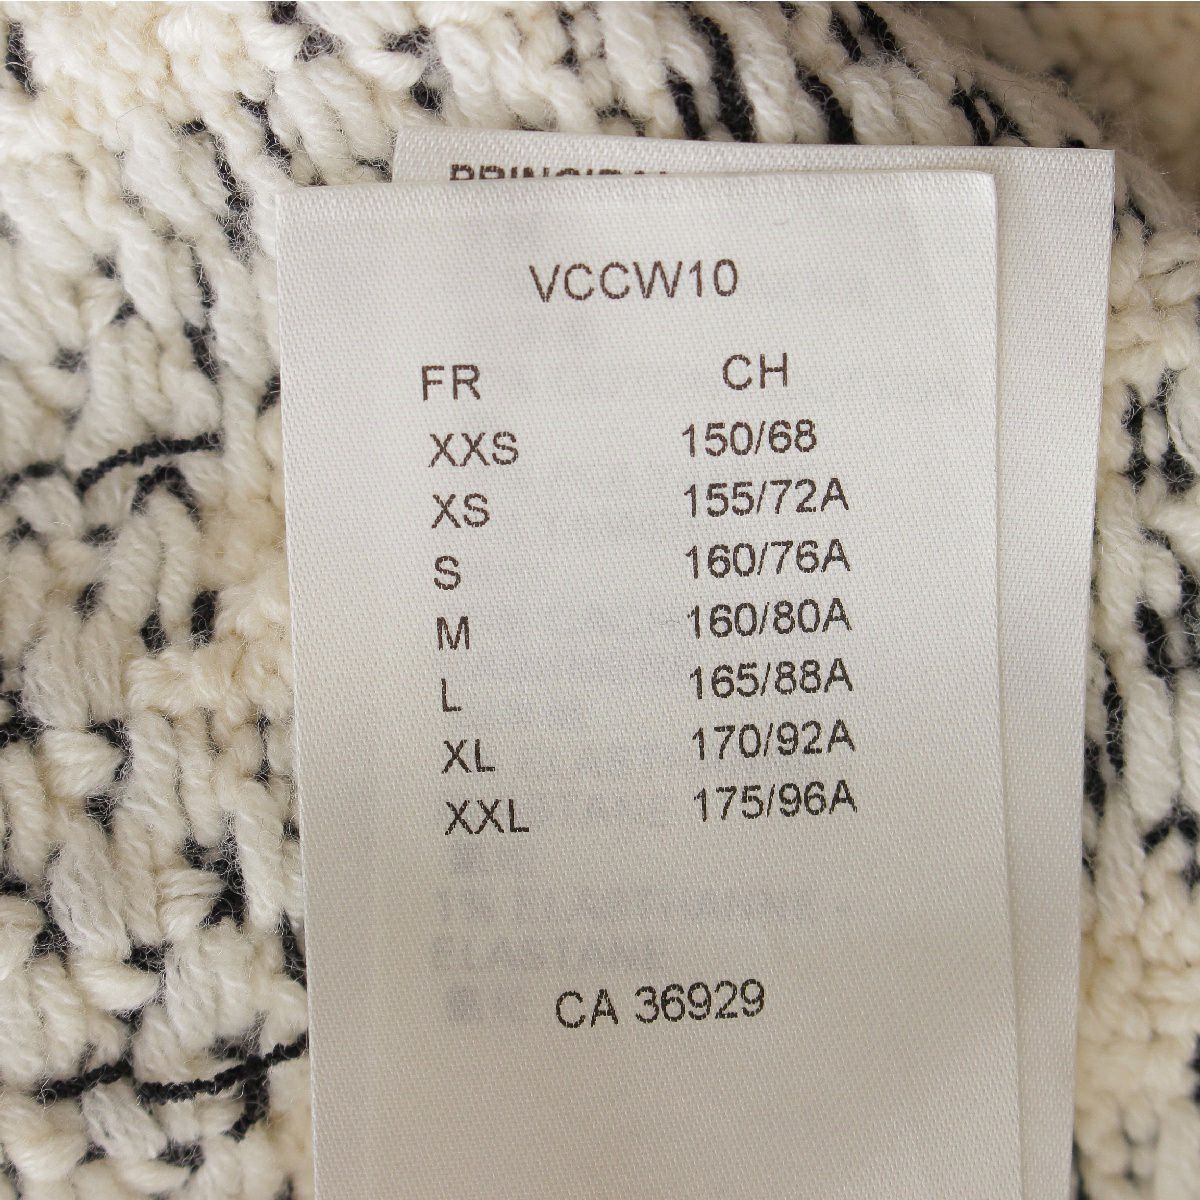 VCCW10
FR CH
XXS 150/68
XS 155/72A
S 160/76A
M 160/80A
L 165/88A
XL 170/92A
XXL 175/96A
CA 36929